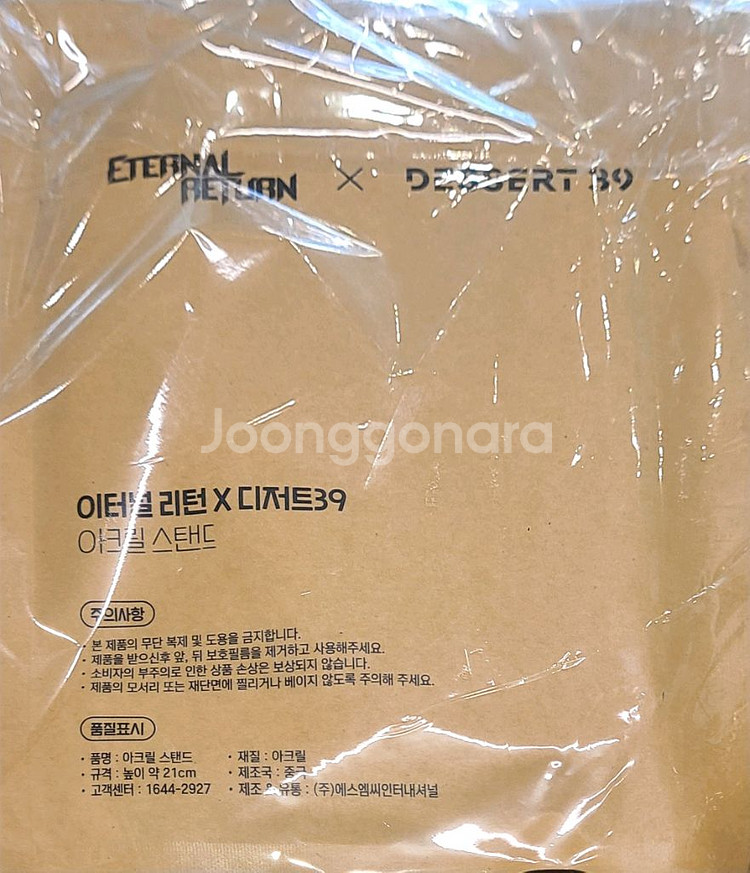 ETERNAL RETURN X DESSERT 39
Joonggonara
이터널 리턴 X 디저트39
아크릴 스탠드
주의사항
· 본 제품의 무단 복제 및 도용을 금지합니다.
· 제품을 받으신후 앞, 뒤 보호필름을 제거하고 사용해주세요.
· 소비자의 부주의로 인한 상품 손상은 보상되지 않습니다.
· 제품의 모서리 또는 재단면에 찔리거나 베이지 않도록 주의해 주세요.
품질표시
· 품명 : 아크릴 스탠드 · 재질 : 아크릴
· 규격 : 높이 약 21cm · 제조국 : 중국
· 고객센터 : 1644-2927 · 제조 & 유통 : (주)에스엠씨인터내셔널